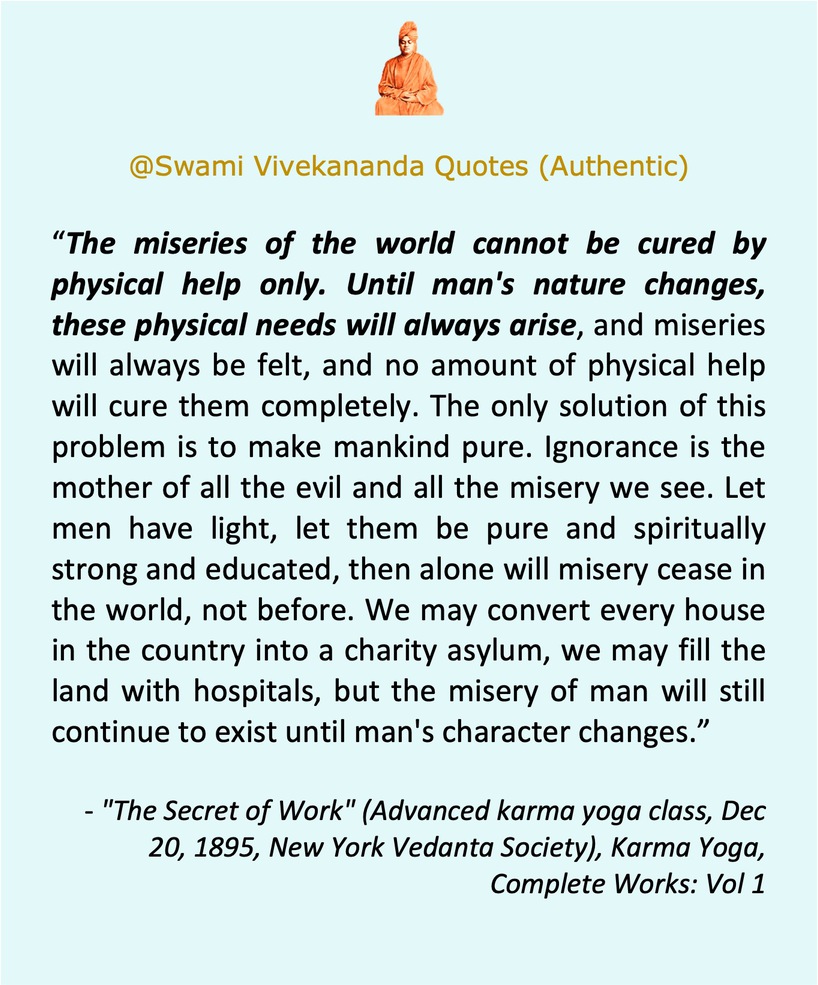 @Swami Vivekananda Quotes (Authentic)
“The miseries of the world cannot be cured by
physical help only. Until man's nature changes,
these physical needs will always arise, and miseries
will always be felt, and no amount of physical help
will cure them completely. The only solution of this
problem is to make mankind pure. Ignorance is the
mother of all the evil and all the misery we see. Let
men have light, let them be pure and spiritually
strong and educated, then alone will misery cease in
the world, not before. We may convert every house
in the country into a charity asylum, we may fill the
land with hospitals, but the misery of man will still
continue to exist until man's character changes.”
- "The Secret of Work" (Advanced karma yoga class, Dec
20, 1895, New York Vedanta Society), Karma Yoga,
Complete Works: Vol 1